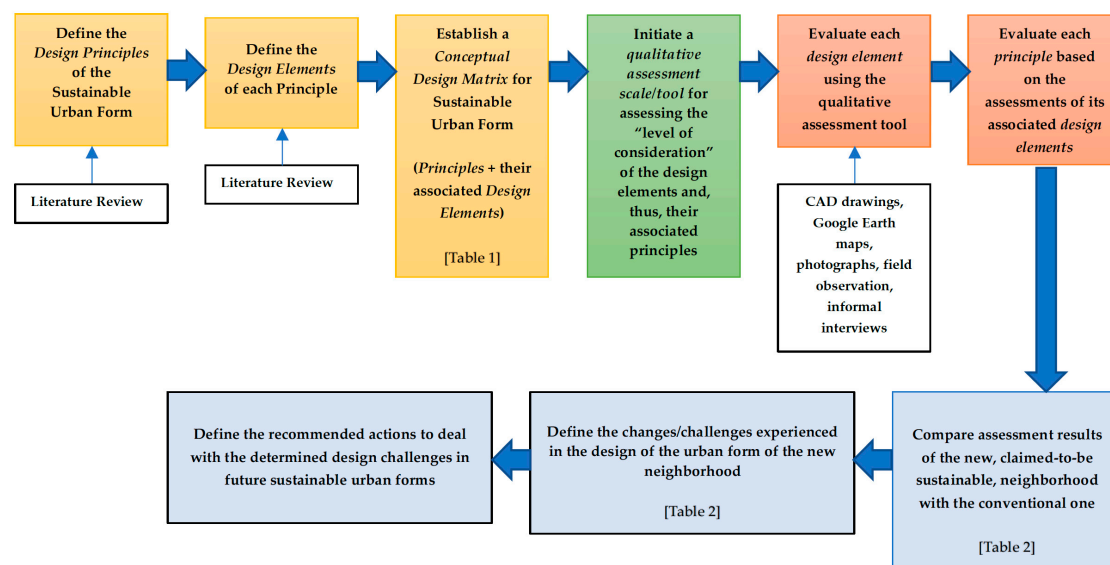 Define the
Design Principles
of the
Sustainable
Urban Form
Literature Review
Define the
Design Elements
of each Principle
Literature Review
Establish a
Conceptual
Design Matrix for
Sustainable
Urban Form
(Principles + their
associated Design
Elements)
[Table 1]
Initiate a
qualitative
assessment
scale/tool for
assessing the
“level of
consideration”
of the design
elements and,
thus, their
associated
principles
Evaluate each
design element
using the
qualitative
assessment tool
CAD drawings,
Google Earth
maps,
photographs, field
observation,
informal
interviews
Evaluate each
principle based on
the
assessments of its
associated design
elements
Compare assessment results
of the new, claimed-to-be
sustainable, neighborhood
with the conventional one
[Table 2]
Define the changes/challenges experienced
in the design of the urban form of the new
neighborhood
[Table 2]
Define the recommended actions to deal
with the determined design challenges in
future sustainable urban forms